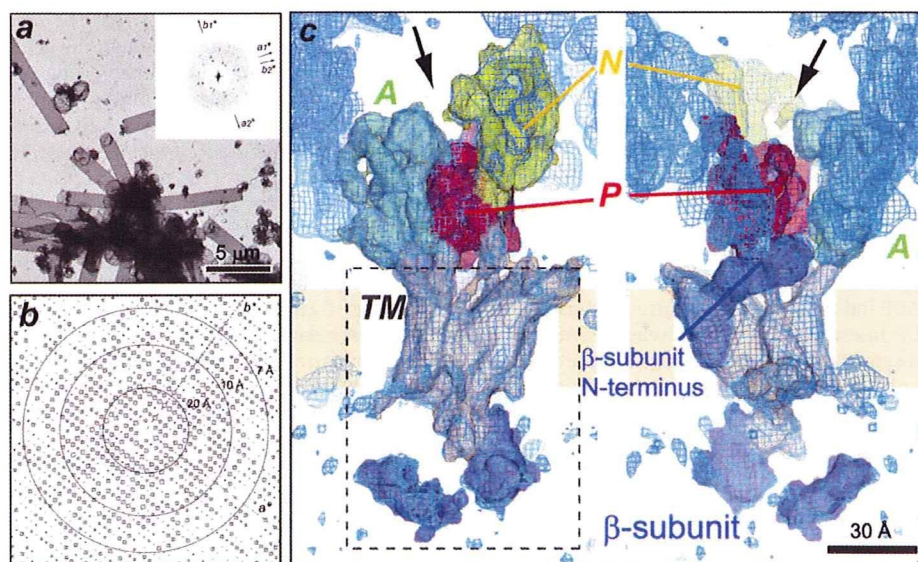 a
b1*
a1*
b2*
a2*
5 μm
b
b*
7 Å
10 Å
20 Å
a*
c
A
N
P
A
TM
β-subunit
N-terminus
β-subunit
30 Å